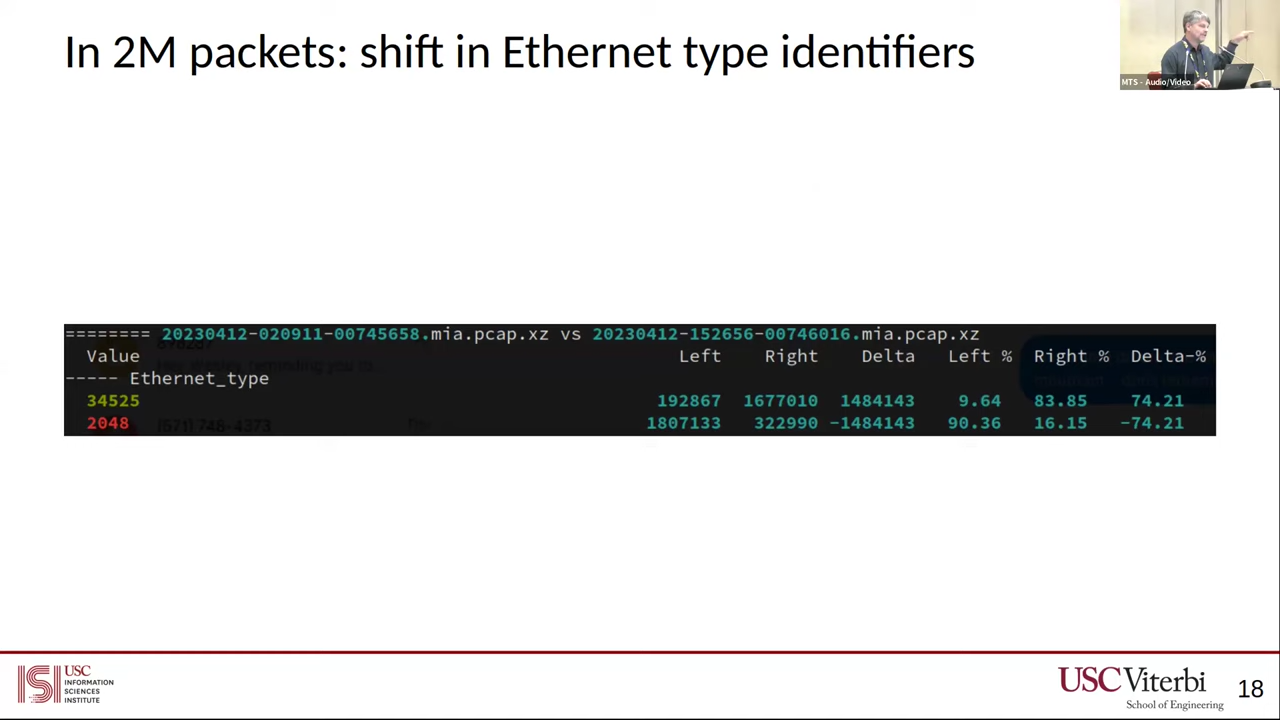 In 2M packets: shift in Ethernet type identifiers
MTS - Audio/Video
======== 20230412-020911-00745658.mia.pcap.xz vs 20230412-152656-00746016.mia.pcap.xz
Value Left Right Delta Left % Right % Delta-%
----- Ethernet_type
34525 192867 1677010 1484143 9.64 83.85 74.21
2048 1807133 322990 -1484143 90.36 16.15 -74.21
USC
INFORMATION
SCIENCES
INSTITUTE
USC Viterbi
School of Engineering
18